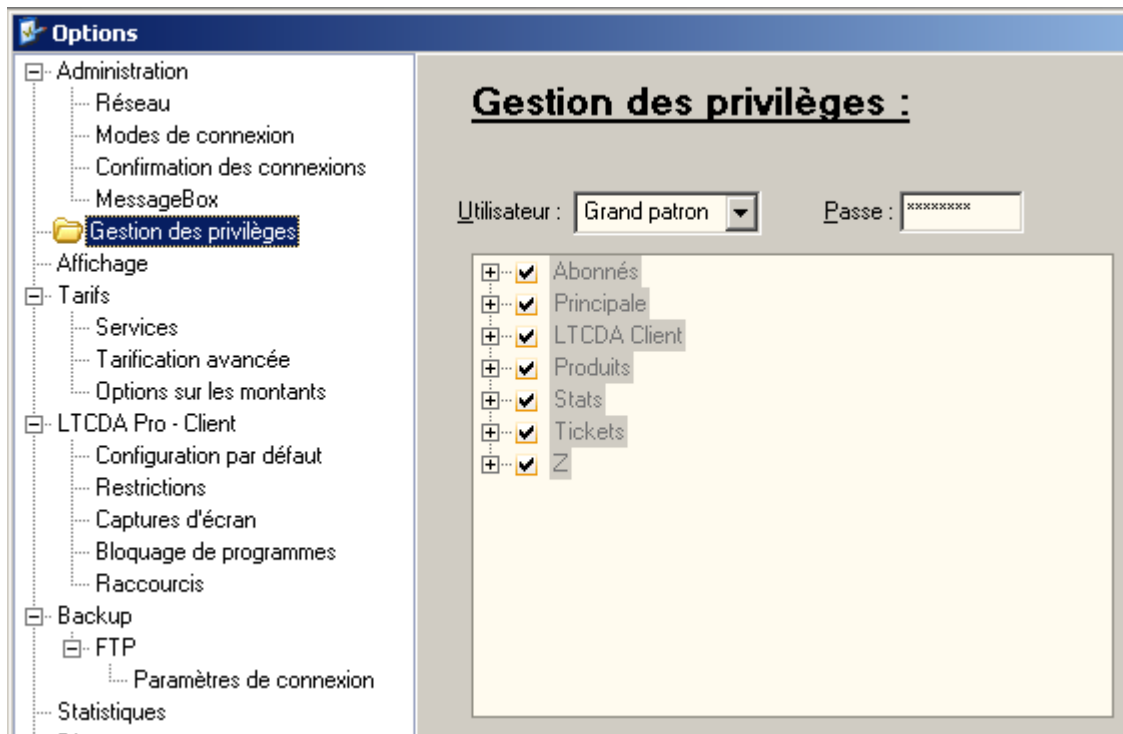 Options
Administration
Réseau
Modes de connexion
Confirmation des connexions
MessageBox
Gestion des privilèges
Affichage
Tarifs
Services
Tarification avancée
Options sur les montants
LTCDA Pro - Client
Configuration par défaut
Restrictions
Captures d'écran
Bloquage de programmes
Raccourcis
Backup
FTP
Paramètres de connexion
Statistiques
Gestion des privilèges :
Utilisateur : Grand patron Passe : ********
Abonnés
Principale
LTCDA Client
Produits
Stats
Tickets
Z